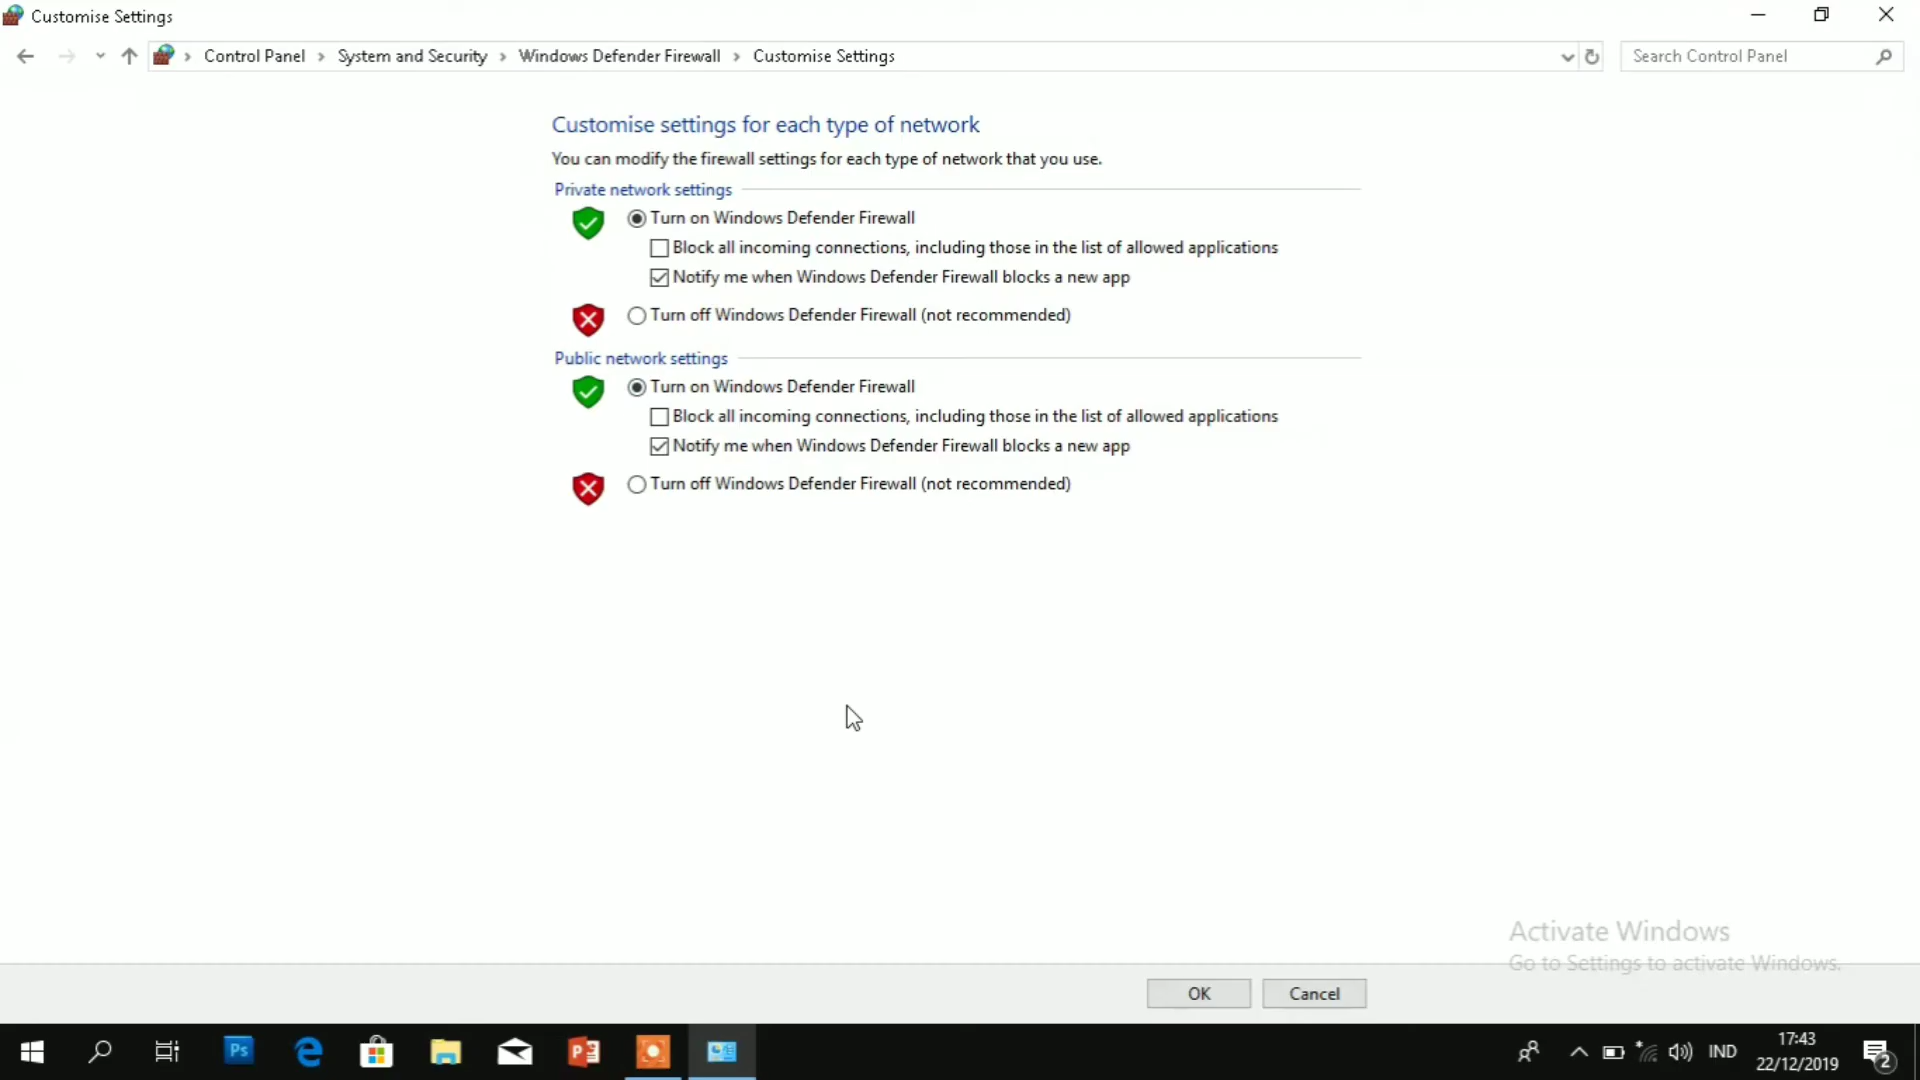 Customise Settings
Control Panel > System and Security > Windows Defender Firewall > Customise Settings
Search Control Panel
Customise settings for each type of network
You can modify the firewall settings for each type of network that you use.
Private network settings
Turn on Windows Defender Firewall
Block all incoming connections, including those in the list of allowed applications
Notify me when Windows Defender Firewall blocks a new app
Turn off Windows Defender Firewall (not recommended)
Public network settings
Turn on Windows Defender Firewall
Block all incoming connections, including those in the list of allowed applications
Notify me when Windows Defender Firewall blocks a new app
Turn off Windows Defender Firewall (not recommended)
Activate Windows
Go to Settings to activate Windows.
OK Cancel
Ps
IND
17:43
22/12/2019
2